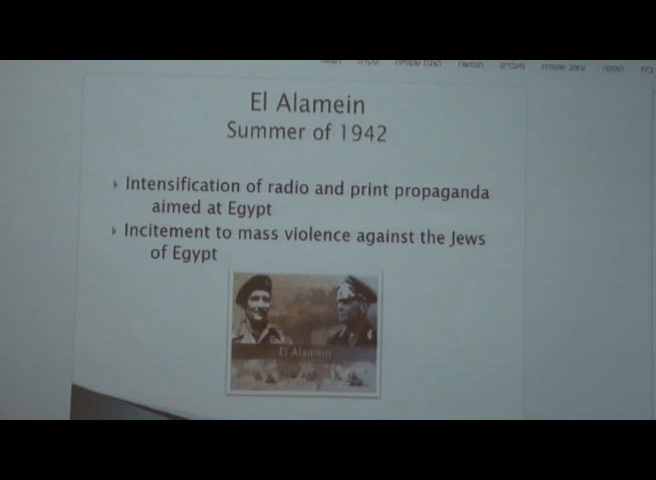 El Alamein
Summer of 1942
Intensification of radio and print propaganda
aimed at Egypt
Incitement to mass violence against the Jews
of Egypt
El Alamein